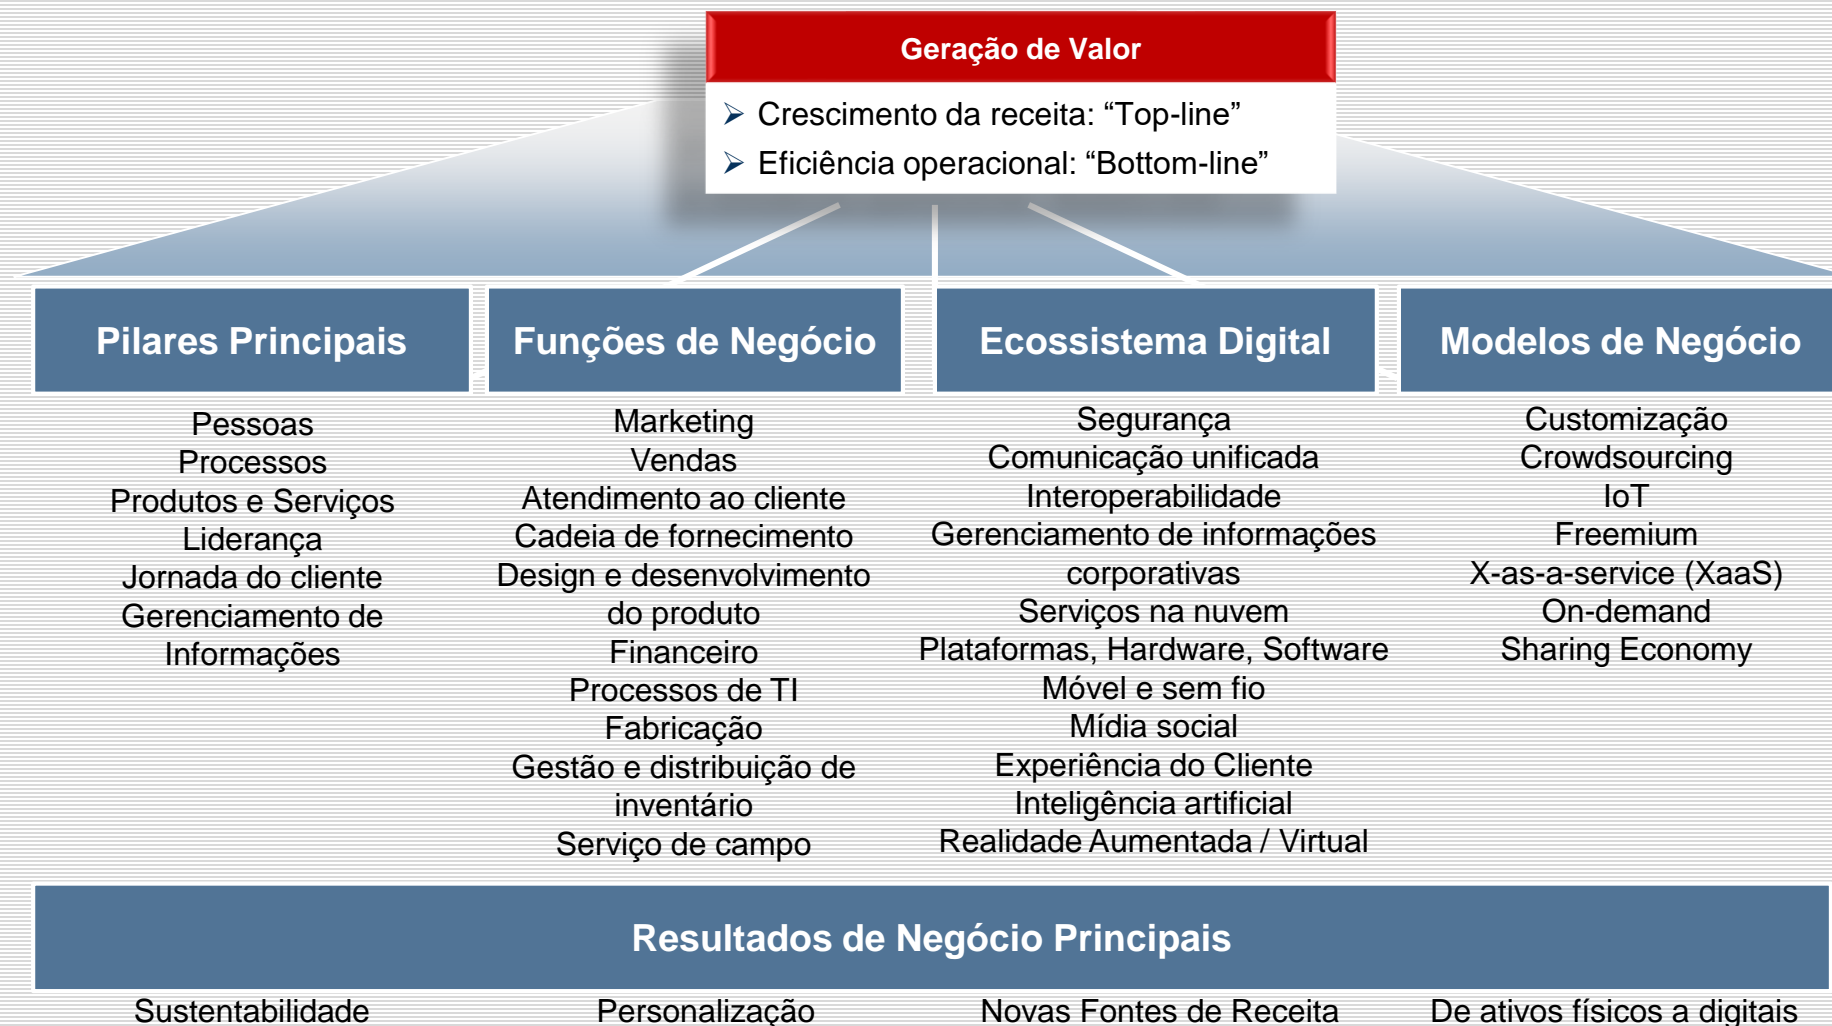 Geração de Valor
➢ Crescimento da receita: “Top-line”
➢ Eficiência operacional: “Bottom-line”
Pilares Principais
Pessoas
Processos
Produtos e Serviços
Liderança
Jornada do cliente
Gerenciamento de
Informações
Funções de Negócio
Marketing
Vendas
Atendimento ao cliente
Cadeia de fornecimento
Design e desenvolvimento
do produto
Financeiro
Processos de TI
Fabricação
Gestão e distribuição de
inventário
Serviço de campo
Ecossistema Digital
Segurança
Comunicação unificada
Interoperabilidade
Gerenciamento de informações
corporativas
Serviços na nuvem
Plataformas, Hardware, Software
Móvel e sem fio
Mídia social
Experiência do Cliente
Inteligência artificial
Realidade Aumentada / Virtual
Modelos de Negócio
Customização
Crowdsourcing
IoT
Freemium
X-as-a-service (XaaS)
On-demand
Sharing Economy
Resultados de Negócio Principais
Sustentabilidade
Personalização
Novas Fontes de Receita
De ativos físicos a digitais